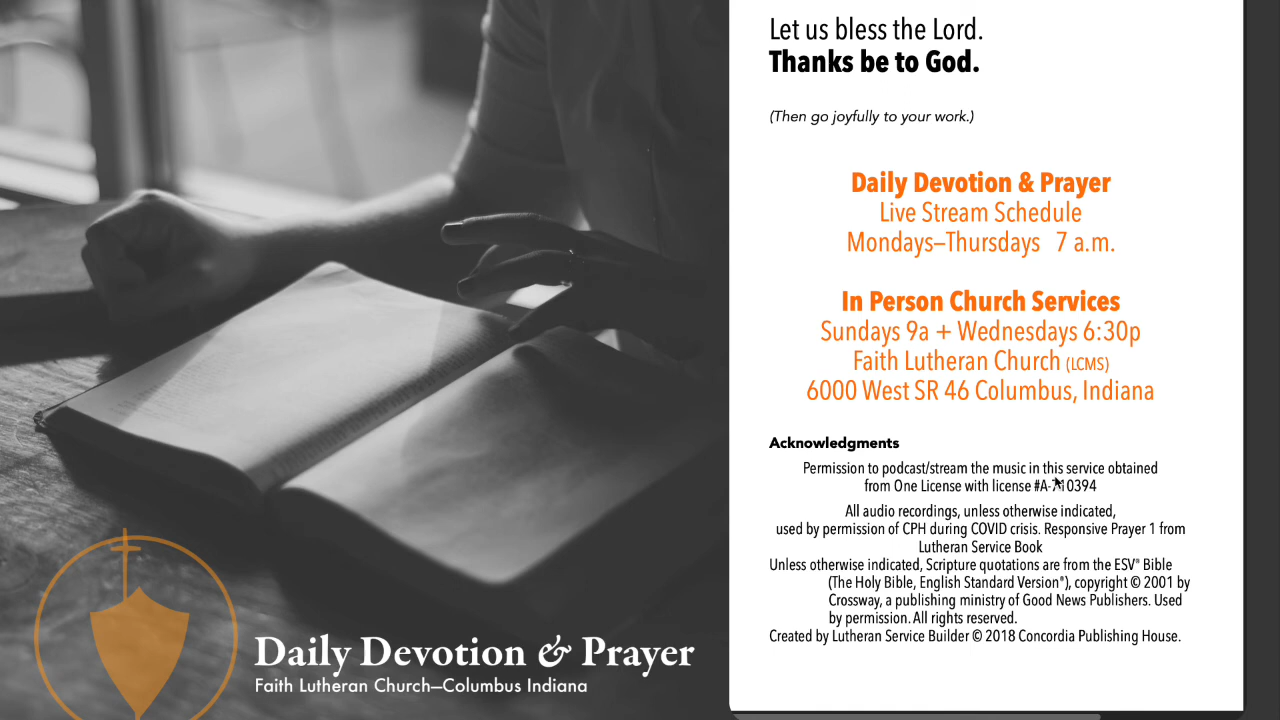 Let us bless the Lord.
Thanks be to God.
(Then go joyfully to your work.)
Daily Devotion & Prayer
Live Stream Schedule
Mondays–Thursdays 7 a.m.
In Person Church Services
Sundays 9a + Wednesdays 6:30p
Faith Lutheran Church (LCMS)
6000 West SR 46 Columbus, Indiana
Acknowledgments
Permission to podcast/stream the music in this service obtained
from One License with license
All audio recordings, unless otherwise indicated,
used by permission of CPH during COVID crisis. Responsive Prayer 1 from
Lutheran Service Book
Unless otherwise indicated, Scripture quotations are from the ESV® Bible
(The Holy Bible, English Standard Version®), copyright © 2001 by
Crossway, a publishing ministry of Good News Publishers. Used
by permission. All rights reserved.
Created by Lutheran Service Builder © 2018 Concordia Publishing House.
Daily Devotion & Prayer
Faith Lutheran Church—Columbus Indiana